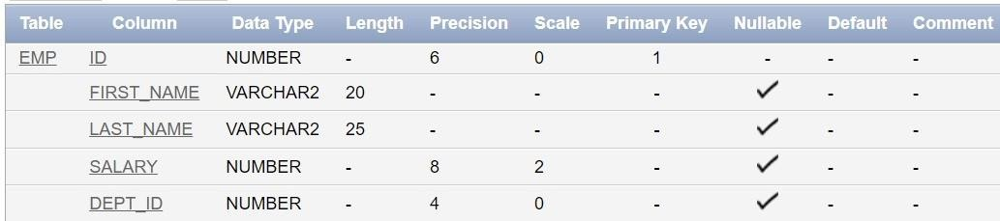 Table Column Data Type Length Precision Scale Primary Key Nullable Default Comment
EMP ID NUMBER - 6 0 1 - - -
FIRST_NAME VARCHAR2 20 - - - ✓ - -
LAST_NAME VARCHAR2 25 - - - ✓ - -
SALARY NUMBER - 8 2 - ✓ - -
DEPT_ID NUMBER - 4 0 - ✓ - -